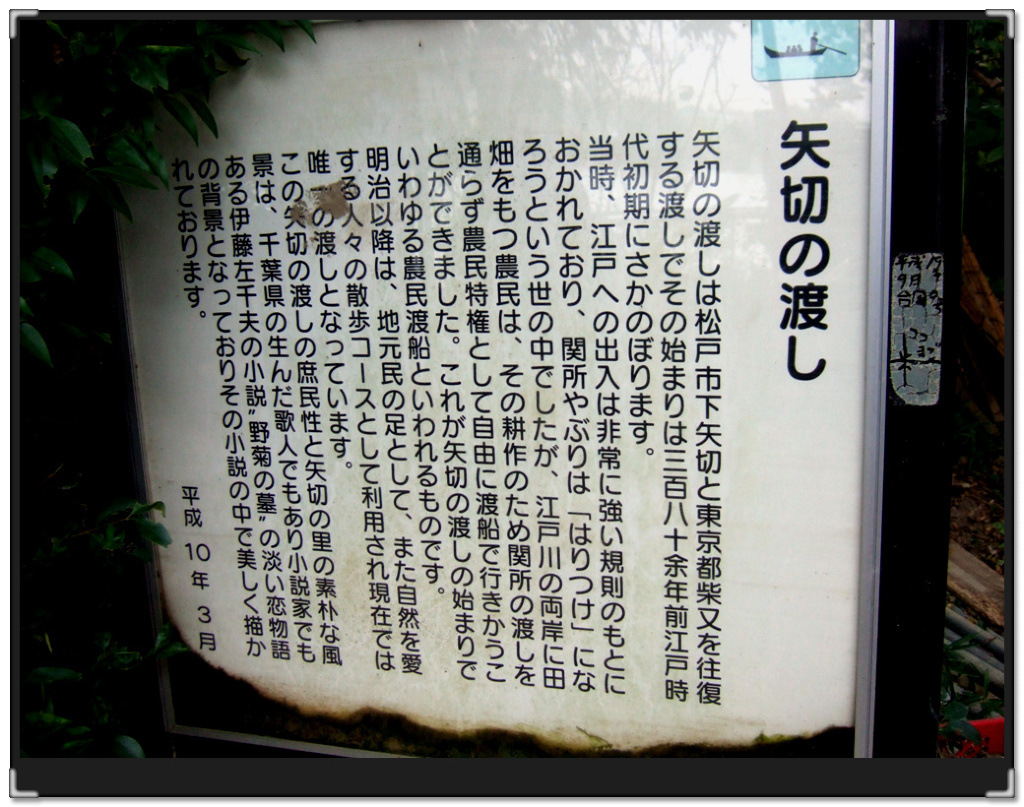 矢切の渡し
矢切の渡しは松戸市下矢切と東京都柴又を往復
する渡しでその始まりは三百八十余年前江戸時
代初期にさかのぼります。
当時、江戸への出入は非常に強い規則のもとに
おかれており、関所やぶりは「はりつけ」にな
ろうという世の中でしたが、江戸川の両岸に田
畑をもつ農民は、その耕作のため関所の渡しを
通らず農民特権として自由に渡船で行きかうこ
とができました。これが矢切の渡しの始まりで
いわゆる農民渡船といわれるものです。
明治以降は、地元民の足として、また自然を愛
する人々の散歩コースとして利用され現在では
唯一の渡しとなっています。
この矢切の渡しの庶民性と矢切の里の素朴な風
景は、千葉県の生んだ歌人でもあり小説家でも
ある伊藤左千夫の小説"野菊の墓"の淡い恋物語
の背景となっておりその小説の中で美しく描か
れております。
平成10年3月